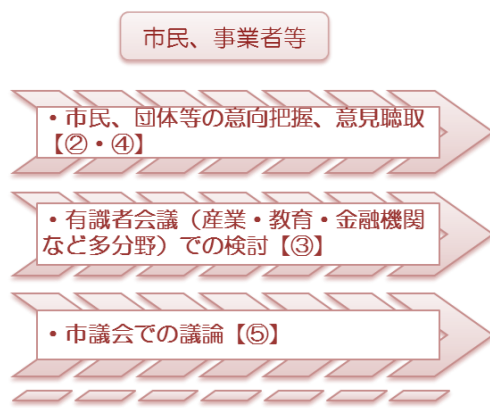 市民、事業者等
・市民、団体等の意向把握、意見聴取
【②・④】
・有識者会議（産業・教育・金融機関
など多分野）での検討【③】
・市議会での議論【⑤】